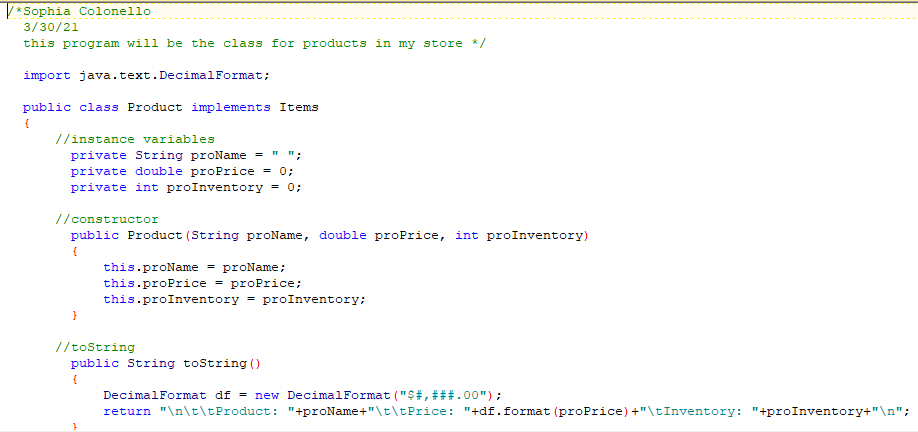 /*Sophia Colonello
3/30/21
this program will be the class for products in my store */
import java.text.DecimalFormat;
public class Product implements Items
{
//instance variables
private String proName = " ";
private double proPrice = 0;
private int proInventory = 0;
//constructor
public Product(String proName, double proPrice, int proInventory)
{
this.proName = proName;
this.proPrice = proPrice;
this.proInventory = proInventory;
}
//toString
public String toString()
{
DecimalFormat df = new DecimalFormat("$#,###.00");
return "\n\t\tProduct: "+proName+"\t\tPrice: "+df.format(proPrice)+"\tInventory: "+proInventory+"\n";
}